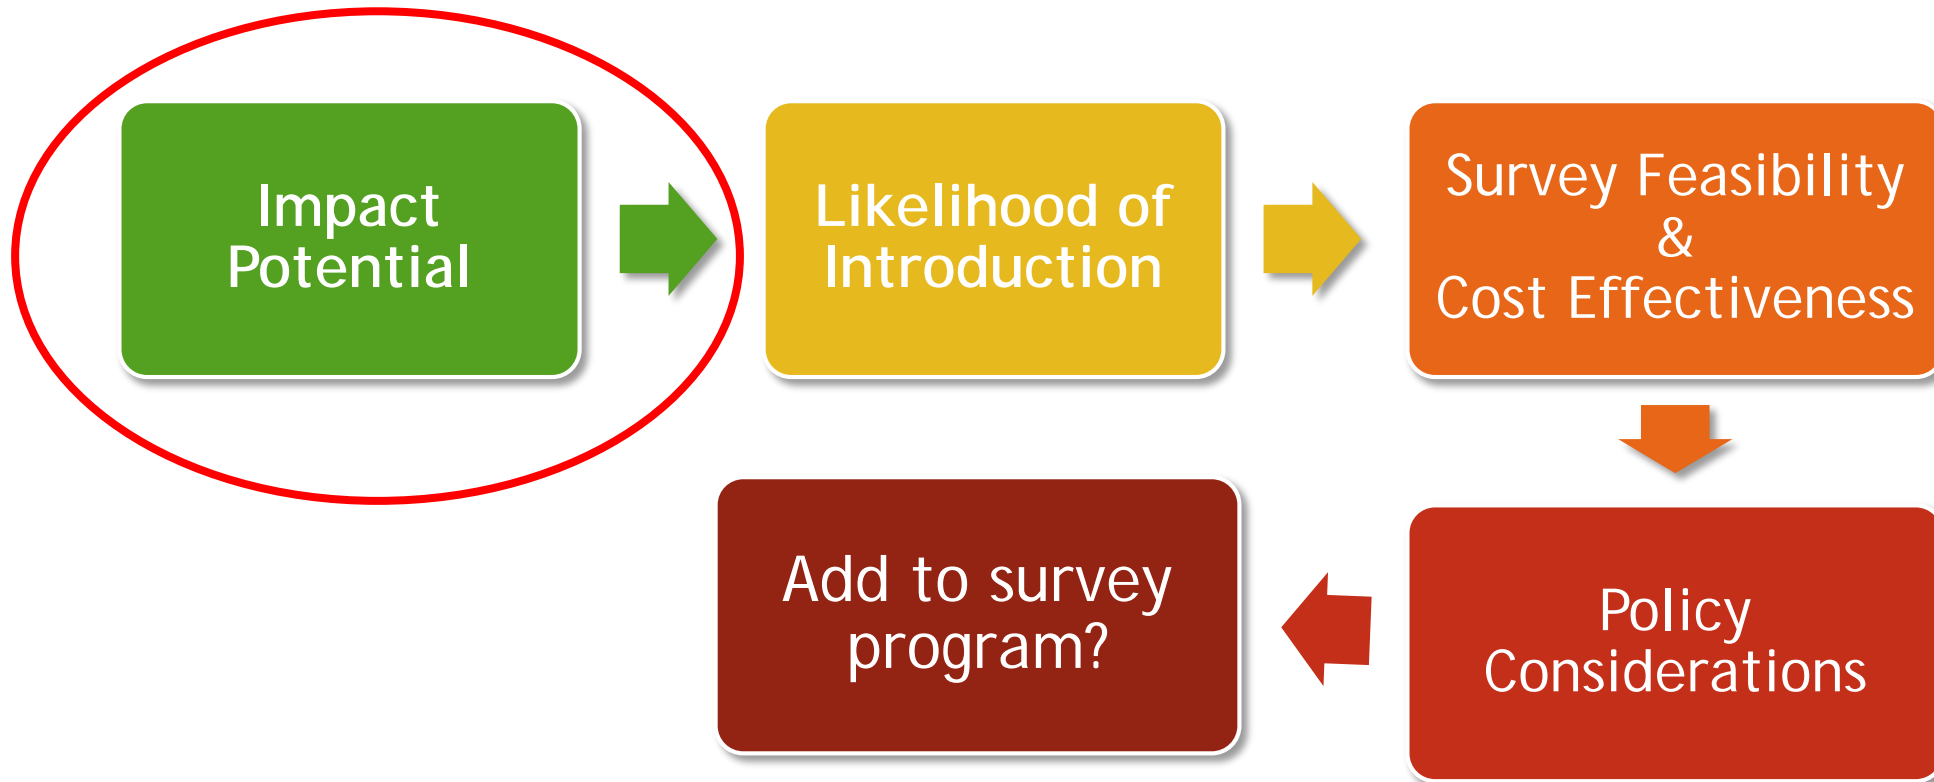 Impact
Potential
Likelihood of
Introduction
Survey Feasibility
&
Cost Effectiveness
Policy
Considerations
Add to survey
program?